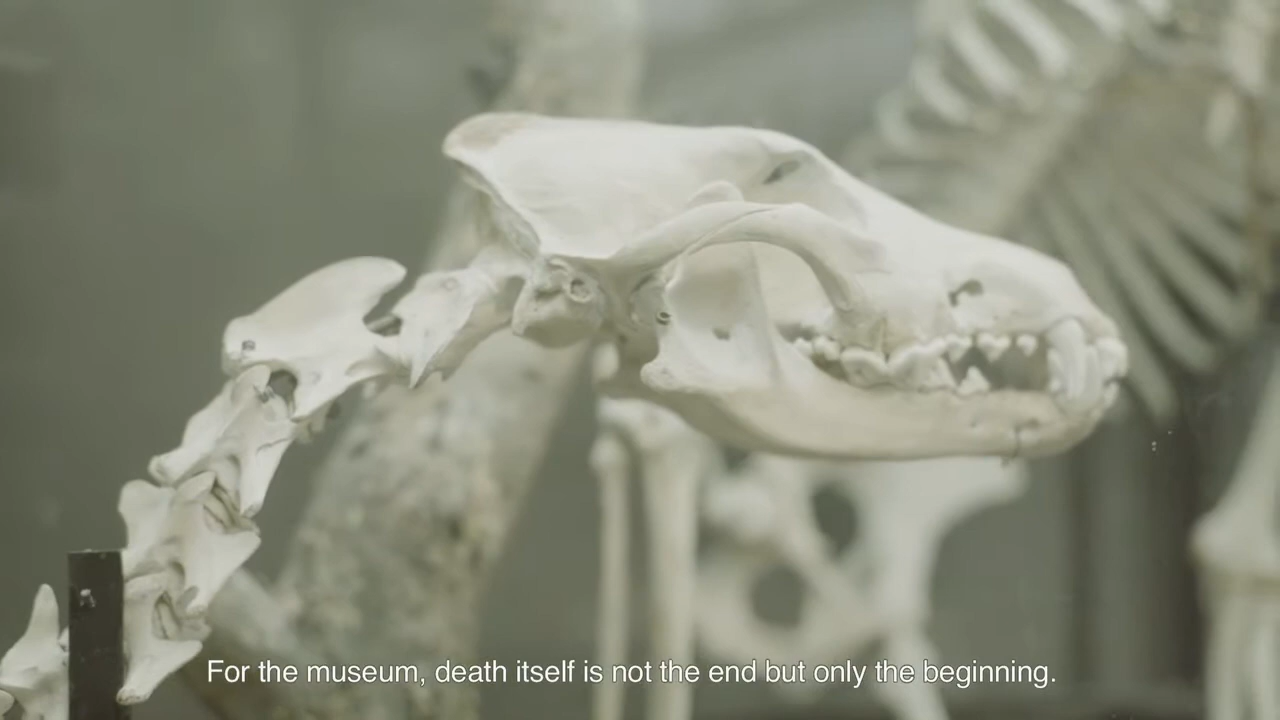 For the museum, death itself is not the end but only the beginning.